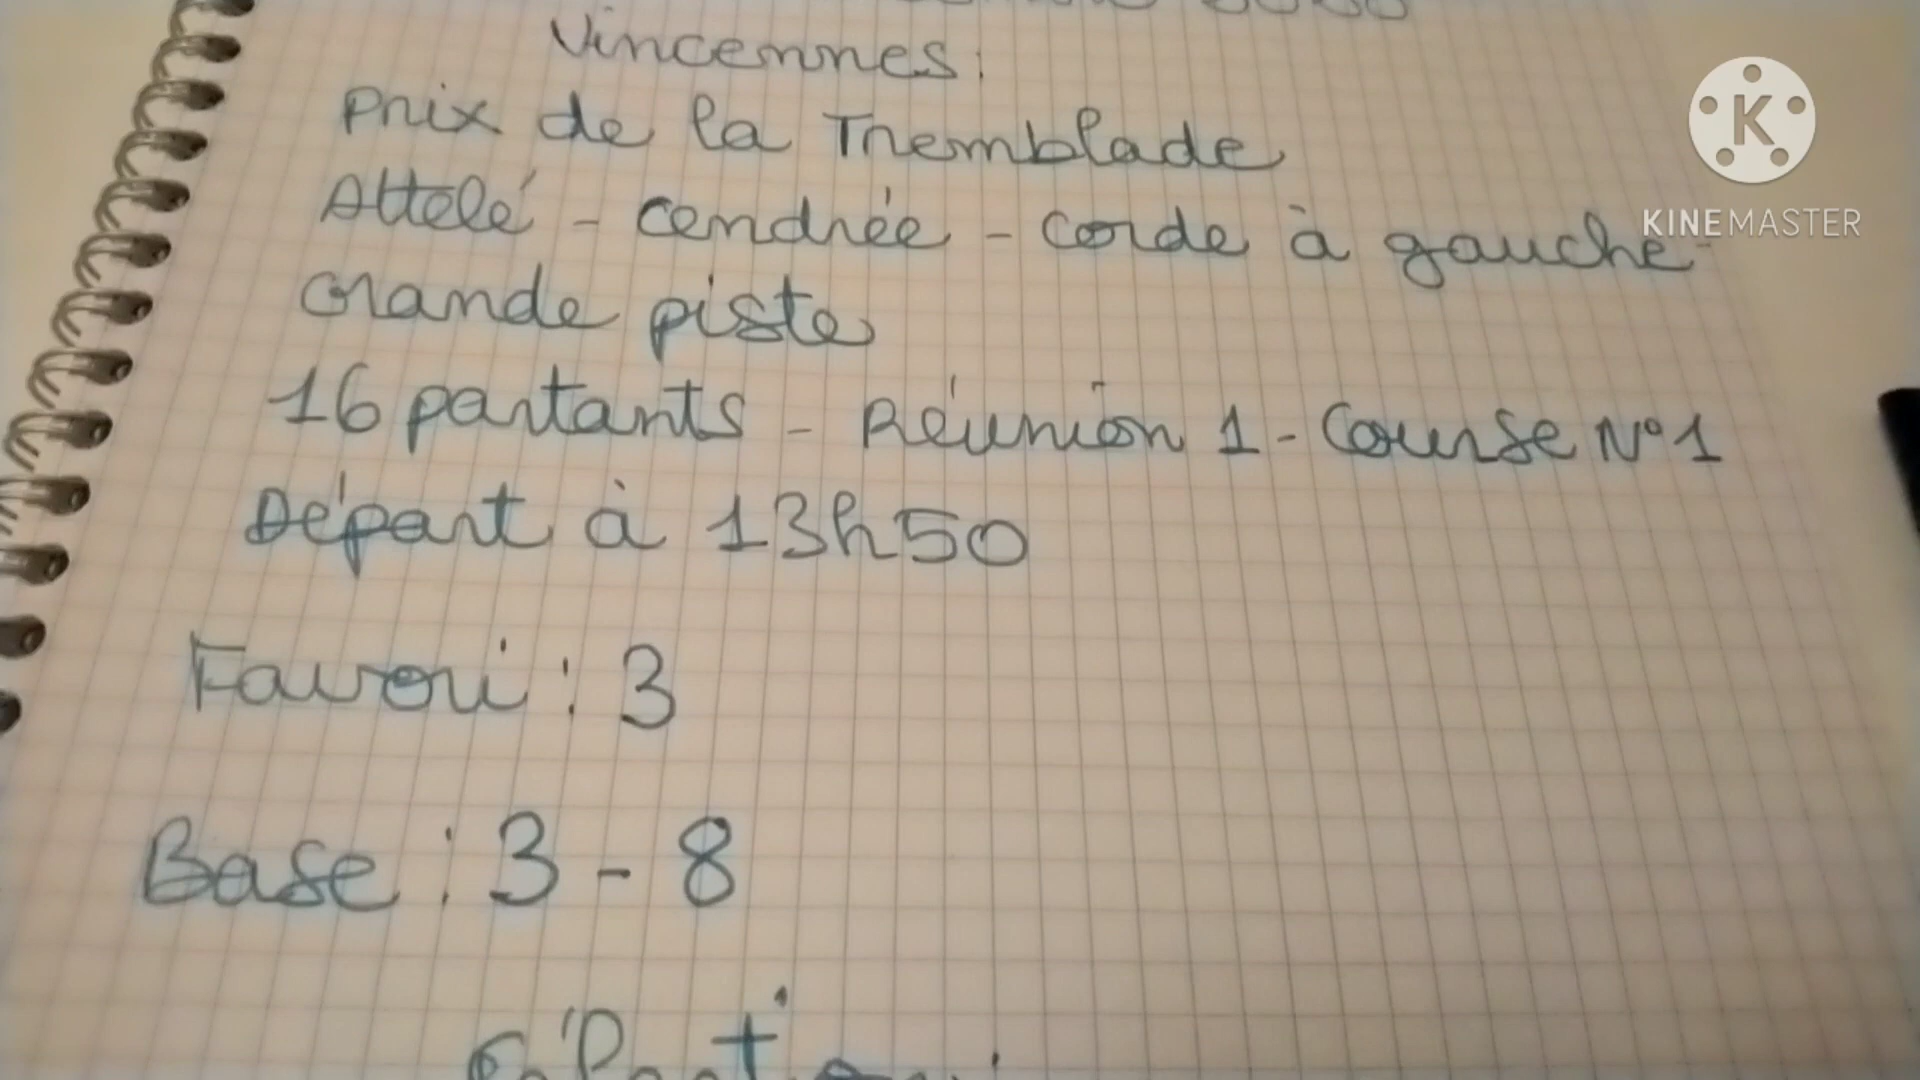 Vincennes:
Prix de la Tremblade
Attelé - Cendrée - Corde à gauche -
Grande piste
16 partants - Réunion 1 - Course N°1
Départ à 13h50
Favori : 3
Base : 3 - 8
K
KINEMASTER